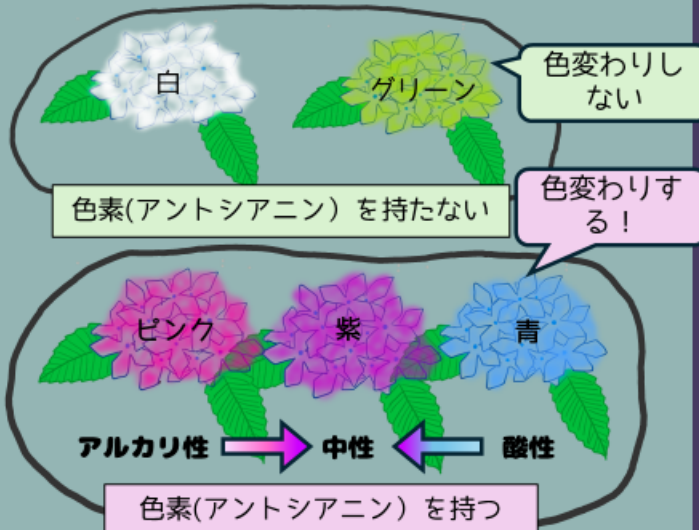 白
グリーン
色変わりし
ない
色素(アントシアニン）を持たない
色変わりす
る！
ピンク
紫
青
アルカリ性
中性
酸性
色素(アントシアニン）を持つ